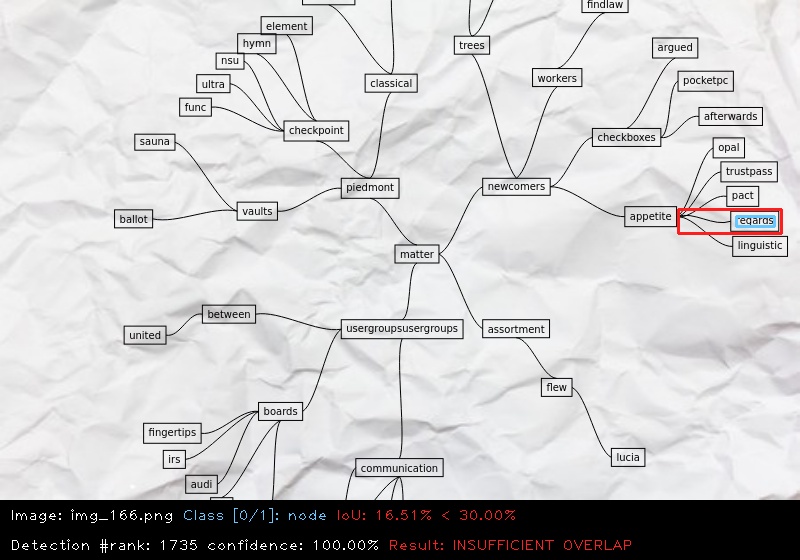 findlaw
element
hymn
trees
argued
nsu
workers
pocketpc
ultra
classical
func
afterwards
checkpoint
checkboxes
sauna
opal
trustpass
piedmont
newcomers
pact
vaults
ballot
appetite
regards
linguistic
matter
between
united
usergroupsusergroups
assortment
flew
boards
fingertips
irs
lucia
communication
audi
Image: img_166.png Class [0/1]: node IoU: 16.51% < 30.00%
Detection #rank: 1735 confidence: 100.00% Result: INSUFFICIENT OVERLAP